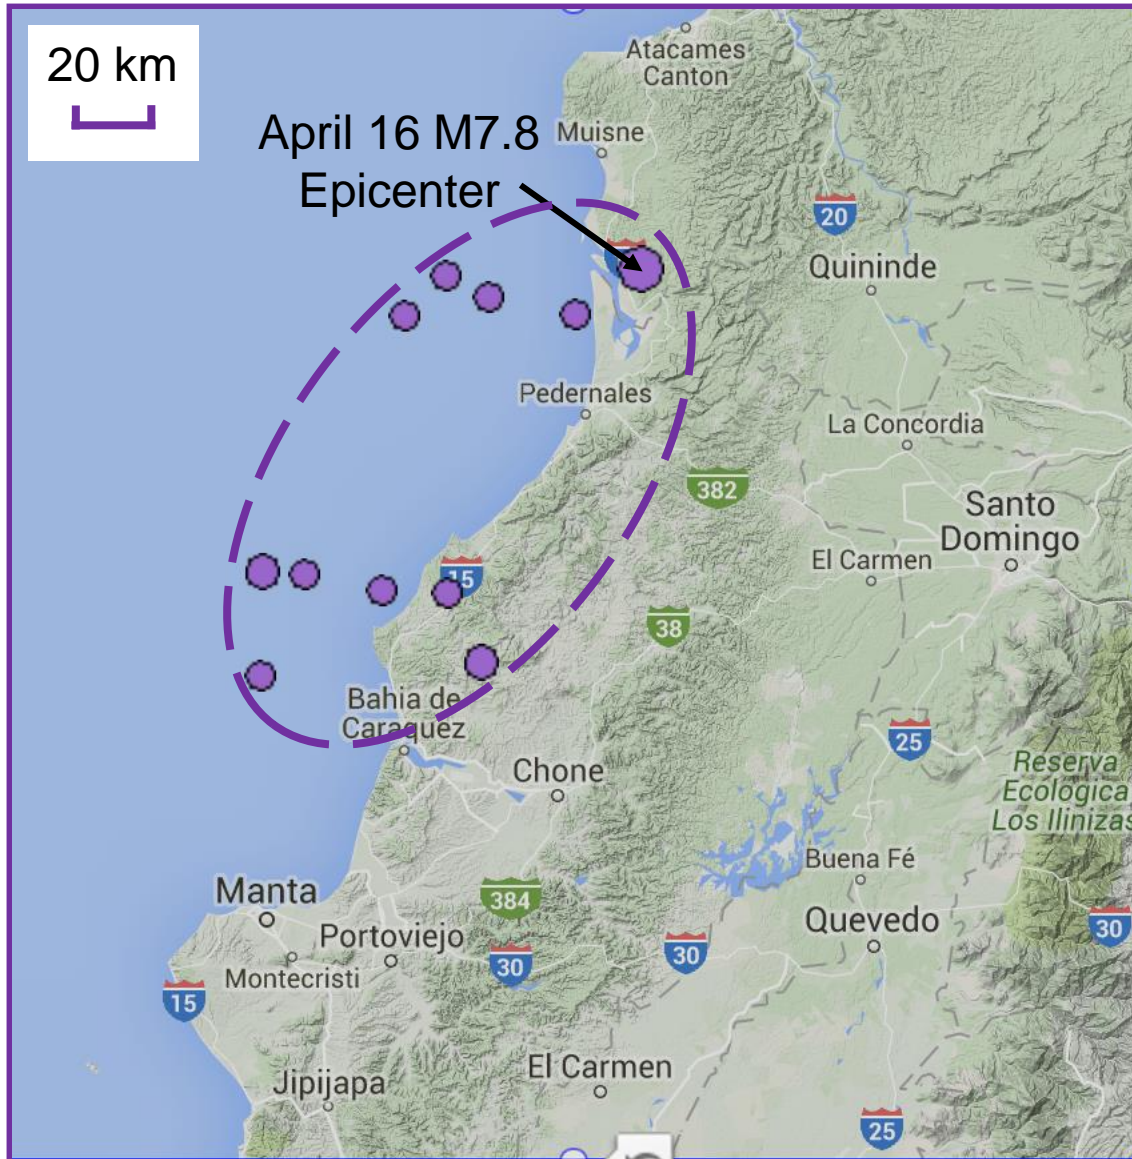 20 km
April 16 M7.8
Epicenter
Atacames
Canton
Muisne
20
Quininde
Pedernales
La Concordia
382
Santo
Domingo
El Carmen
15
38
Bahia de
Caraquez
25
Reserva
Ecologica
Los Ilinizas
Chone
Buena Fé
Manta
384
Quevedo
30
Portoviejo
30
30
Montecristi
15
El Carmen
Jipijapa
25